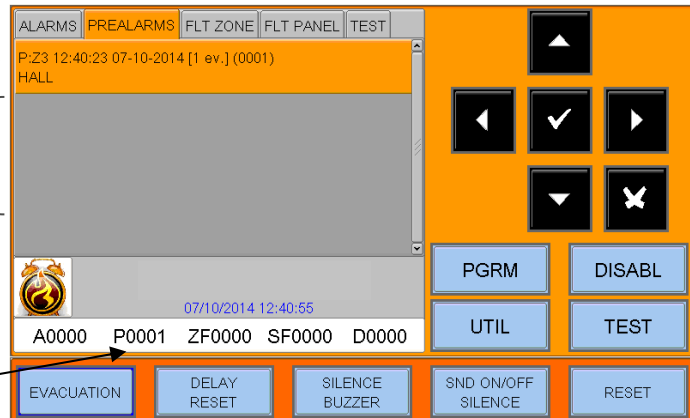 ALARMS PREALARMS FLT ZONE FLT PANEL TEST
P:Z3 12:40:23 07-10-2014 [1 ev.] (0001)
HALL
07/10/2014 12:40:55
A0000 P0001 ZF0000 SF0000 D0000
PGRM DISABL
UTIL TEST
EVACUATION
DELAY
RESET
SILENCE
BUZZER
SND ON/OFF
SILENCE
RESET